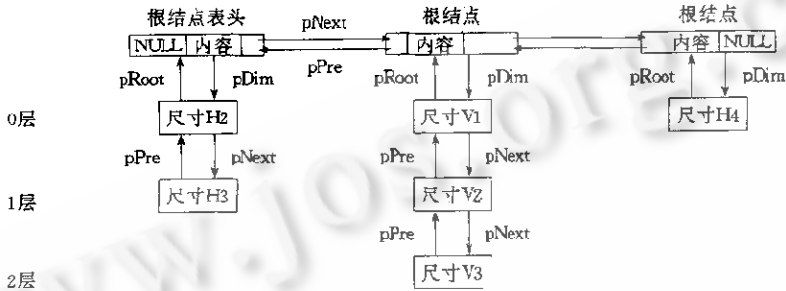 根结点表头 根结点 根结点
pNext
NULL 内容 内容 内容 NULL
pPre
pRoot pDim pRoot pDim pRoot pDim
0层 尺寸H2 尺寸V1 尺寸H4
pPre pNext pPre pNext
1层 尺寸H3 尺寸V2
pPre pNext
2层 尺寸V3
www.jos.org.c